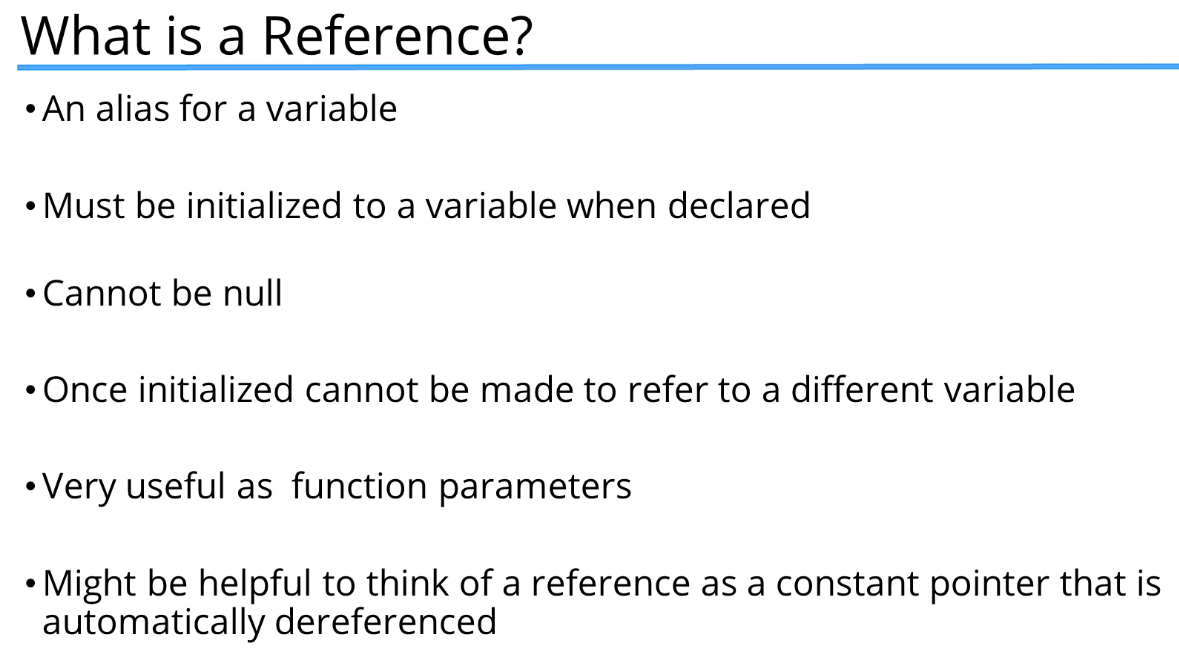 What is a Reference?
• An alias for a variable
• Must be initialized to a variable when declared
• Cannot be null
• Once initialized cannot be made to refer to a different variable
• Very useful as  function parameters
• Might be helpful to think of a reference as a constant pointer that is
automatically dereferenced